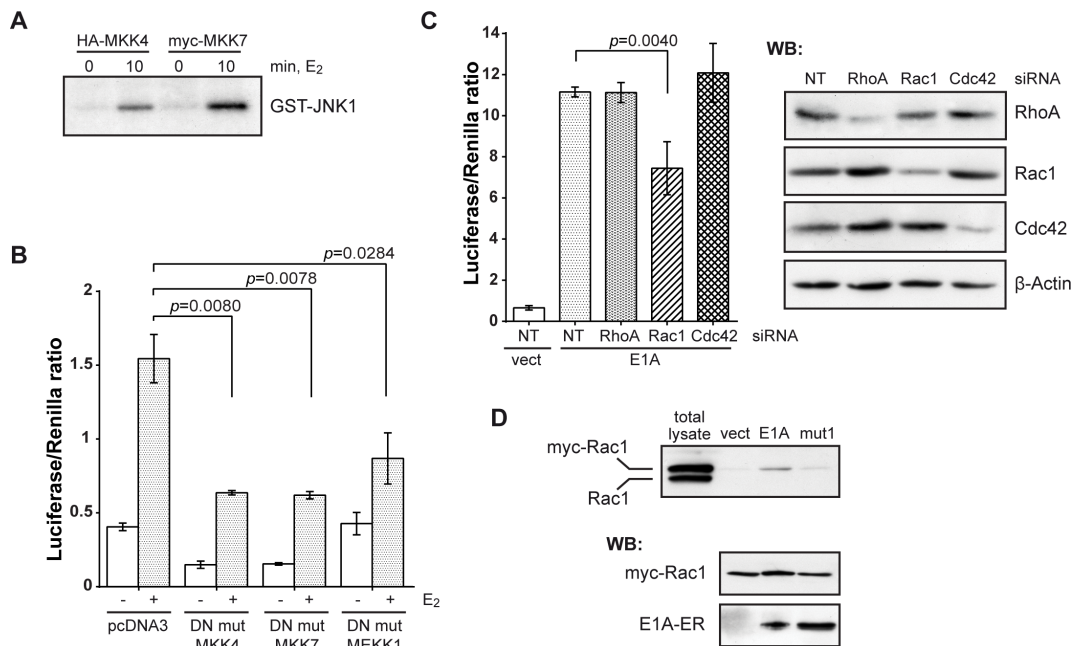 A
HA-MKK4 myc-MKK7
0 10 0 10 min, E2
GST-JNK1
B
Luciferase/Renilla ratio
2
1.5
1
0.5
0
p=0.0284
p=0.0078
p=0.0080
- + - + - + - + E2
pcDNA3 DN mut DN mut DN mut
MKK4 MKK7 MEKK1
C
Luciferase/Renilla ratio
14
12
10
8
6
4
2
0
p=0.0040
NT NT RhoA Rac1 Cdc42 siRNA
vect E1A
WB:
NT RhoA Rac1 Cdc42 siRNA
RhoA
Rac1
Cdc42
β-Actin
D
total
lysate vect E1A mut1
myc-Rac1
Rac1
WB:
myc-Rac1
E1A-ER